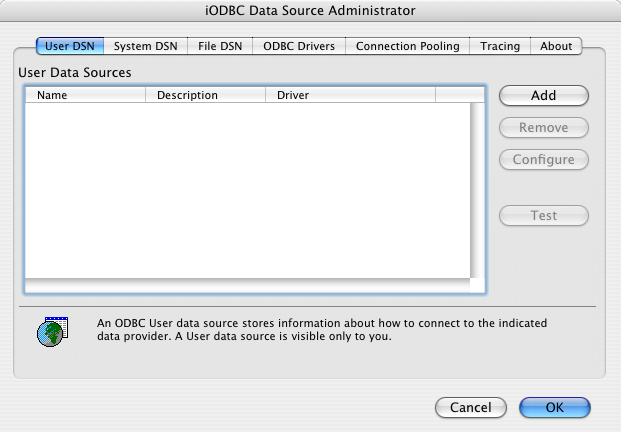 iODBC Data Source Administrator
User DSN System DSN File DSN ODBC Drivers Connection Pooling Tracing About
User Data Sources
Name Description Driver
Add
Remove
Configure
Test
An ODBC User data source stores information about how to connect to the indicated
data provider. A User data source is visible only to you.
Cancel OK